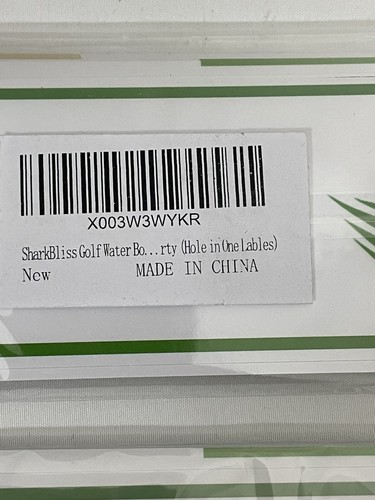 X003W3WYKR
SharkBliss Golf Water Bo...rty (Hole in One lables)
New MADE IN CHINA